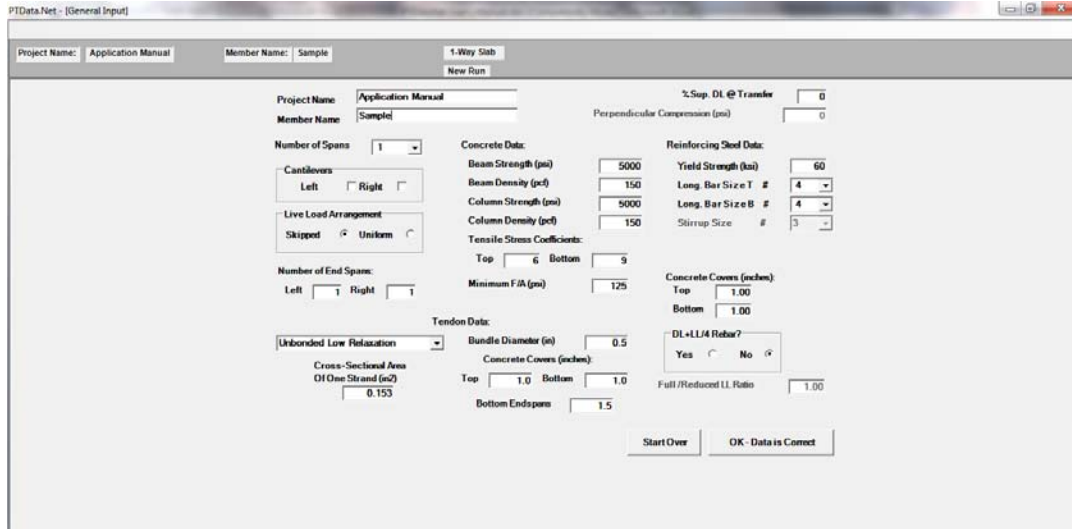 PTData.Net - [General Input]
Project Name: Application Manual Member Name: Sample 1-Way Slab
New Run
Project Name Application Manual %Sup. DL @ Transfer 0
Member Name Sample Perpendicular Compression (psi) 0
Number of Spans 1 Concrete Data: Reinforcing Steel Data:
Cantilevers Beam Strength (psi) 5000 Yield Strength (ksi) 60
Left Right Beam Density (pcf) 150 Long. Bar Size T # 4
Column Strength (psi) 5000 Long. Bar Size B # 4
Live Load Arrangement Column Density (pcf) 150 Stirrup Size # 3
Skipped Uniform Tensile Stress Coefficients:
Top 6 Bottom 9
Number of End Spans: Concrete Covers (inches):
Left 1 Right 1 Minimum F/A (psi) 125 Top 1.00
Bottom 1.00
Tendon Data:
Unbonded Low Relaxation Bundle Diameter (in) 0.5 DL+LL/4 Rebar?
Concrete Covers (inches): Yes No
Cross-Sectional Area
Of One Strand (in2) Top 1.0 Bottom 1.0 Full /Reduced LL Ratio 1.00
0.153
Bottom Endspans 1.5
Start Over OK - Data is Correct